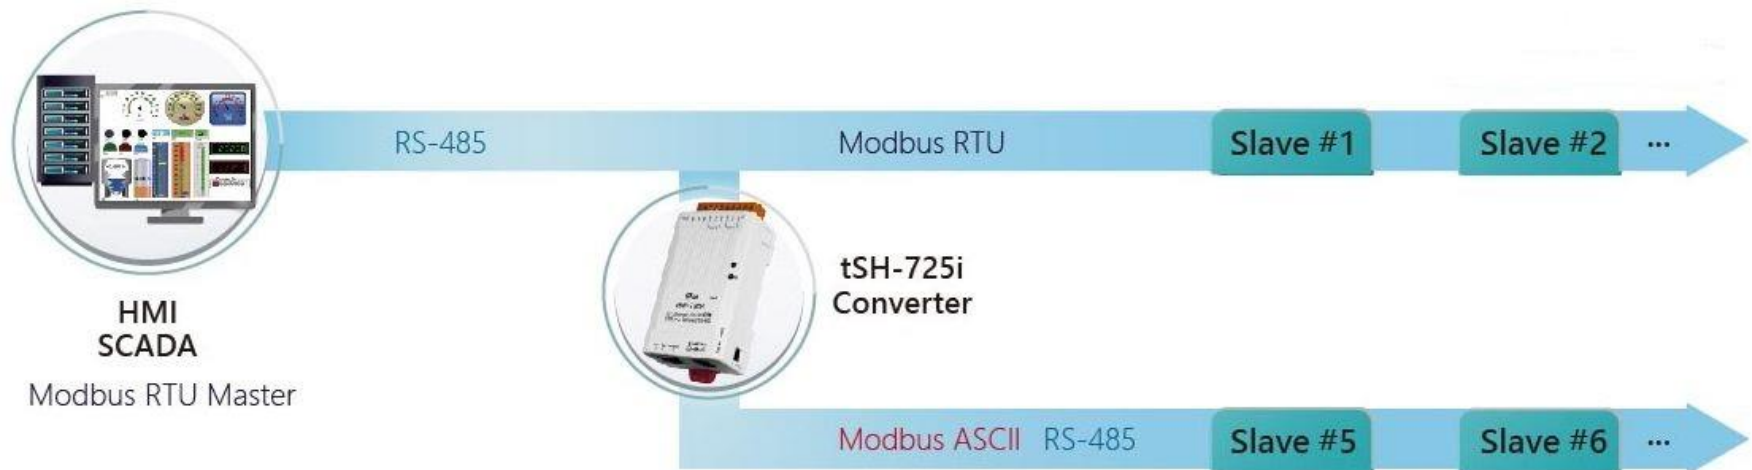 RS-485
Modbus RTU
Slave #1
Slave #2
...
HMI
SCADA
Modbus RTU Master
tSH-725i
Converter
Modbus ASCII
RS-485
Slave #5
Slave #6
...